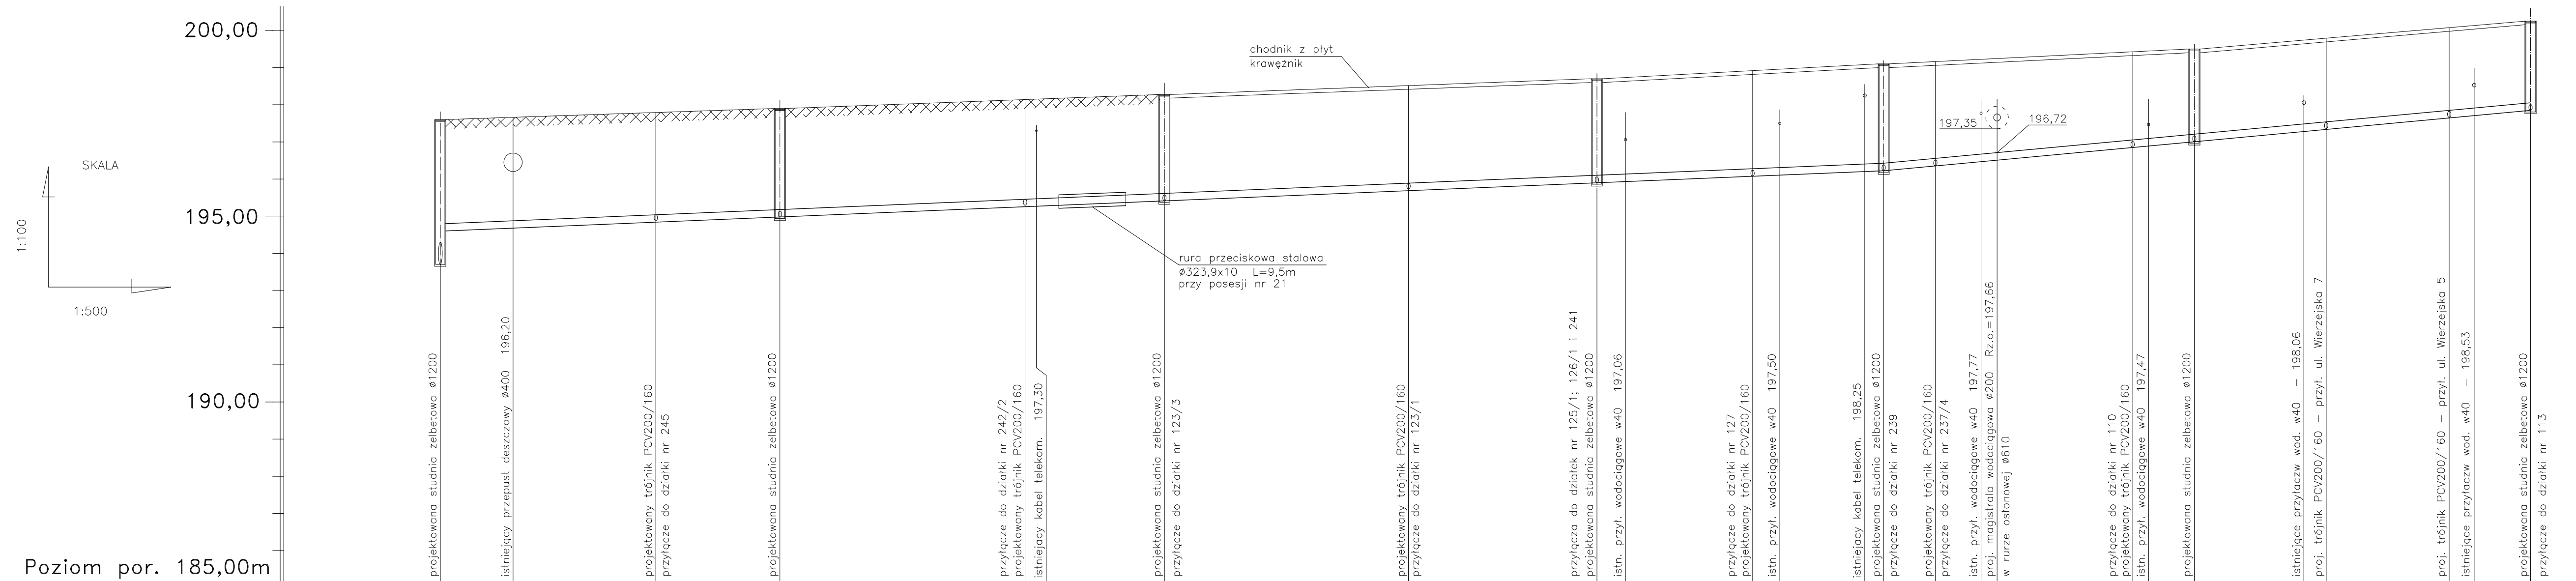 200,00
195,00
190,00
Poziom por. 185,00m
SKALA
1:100
1:500
chodnik z płyt
krawężnik
rura przeciskowa stalowa
ø323,9x10 L=9,5m
przy posesji nr 21
197,35
196,72
projektowana studnia żelbetowa ø1200
istniejący przepust deszczowy ø400 196,20
projektowany trójnik PCV200/160
przyłącze do działki nr 245
projektowana studnia żelbetowa ø1200
przyłącze do działki nr 242/2
projektowany trójnik PCV200/160
istniejacy kabel telekom. 197,30
projektowana studnia żelbetowa ø1200
przyłącze do działki nr 123/3
projektowany trójnik PCV200/160
przyłącze do działki nr 123/1
przyłącza do działek nr 125/1; 126/1 i 241
projektowana studnia żelbetowa ø1200
istn. przył. wodociągowe w40 197,06
przyłącze do działki nr 127
projektowany trójnik PCV200/160
istn. przył. wodociągowe w40 197,50
istniejacy kabel telekom. 198,25
projektowana studnia żelbetowa ø1200
przyłącze do działki nr 239
projektowany trójnik PCV200/160
przyłącze do działki nr 237/4
istn. przył. wodociągowe w40 197,77
proj. magistrala wodociągowa ø200 Rz.o.=197,66
w rurze osłonowej ø610
przyłącze do działki nr 110
projektowany trójnik PCV200/160
istn. przył. wodociągowe w40 197,47
projektowana studnia żelbetowa ø1200
istniejące przyłaczw wod. w40 – 198,06
proj. trójnik PCV200/160 – przył. ul. Wierzejska 7
proj. trójnik PCV200/160 – przył. ul. Wierzejska 5
istniejące przyłaczw wod. w40 – 198,53
projektowana studnia żelbetowa ø1200
przyłącze do działki nr 113